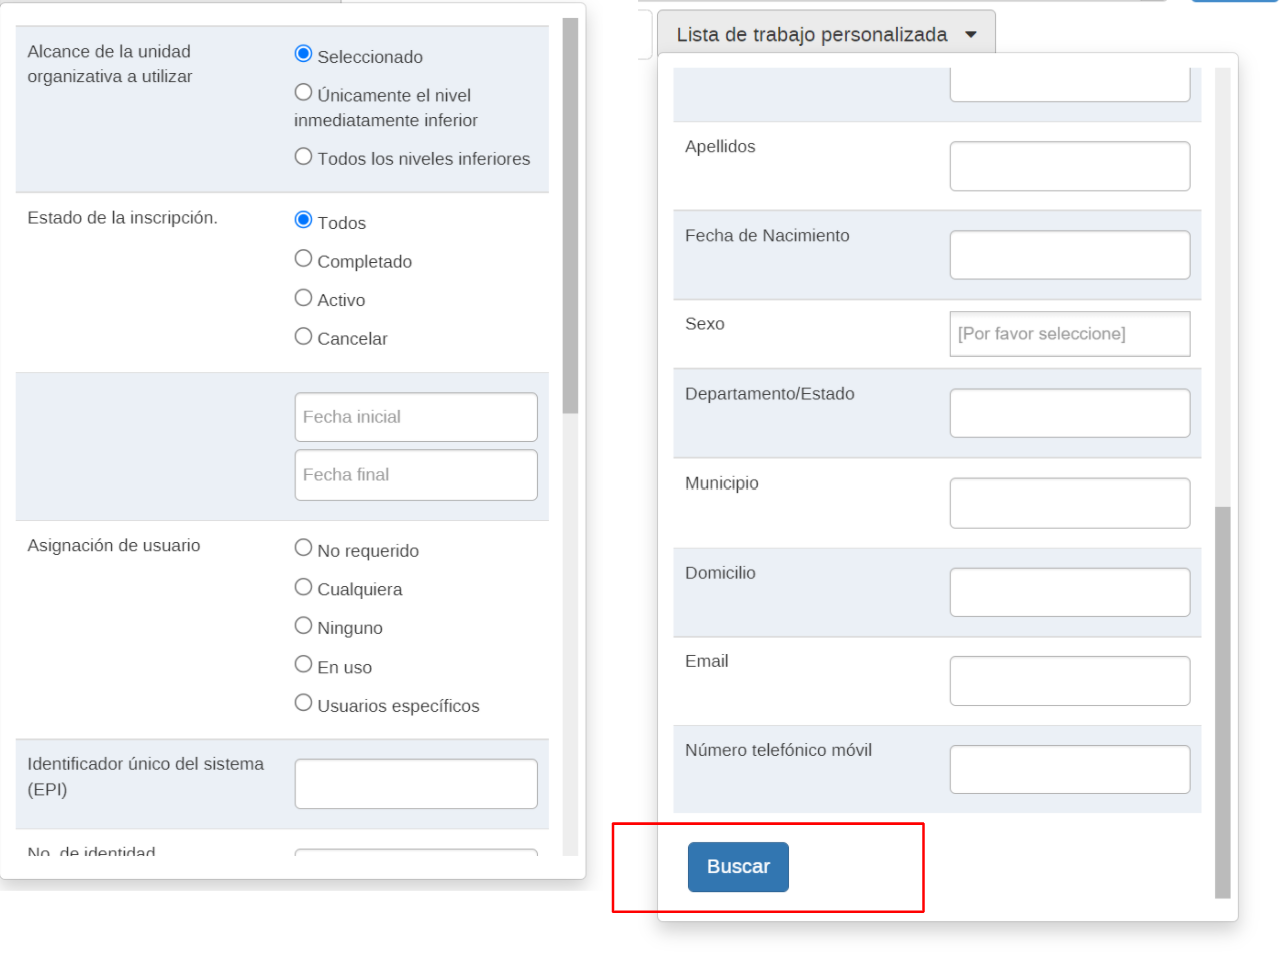 Alcance de la unidad
organizativa a utilizar
Seleccionado
Únicamente el nivel
inmediatamente inferior
Todos los niveles inferiores
Estado de la inscripción.
Todos
Completado
Activo
Cancelar
Fecha inicial
Fecha final
Asignación de usuario
No requerido
Cualquiera
Ninguno
En uso
Usuarios específicos
Identificador único del sistema
(EPI)
No. de identidad
Lista de trabajo personalizada
Apellidos
Fecha de Nacimiento
Sexo
[Por favor seleccione]
Departamento/Estado
Municipio
Domicilio
Email
Número telefónico móvil
Buscar